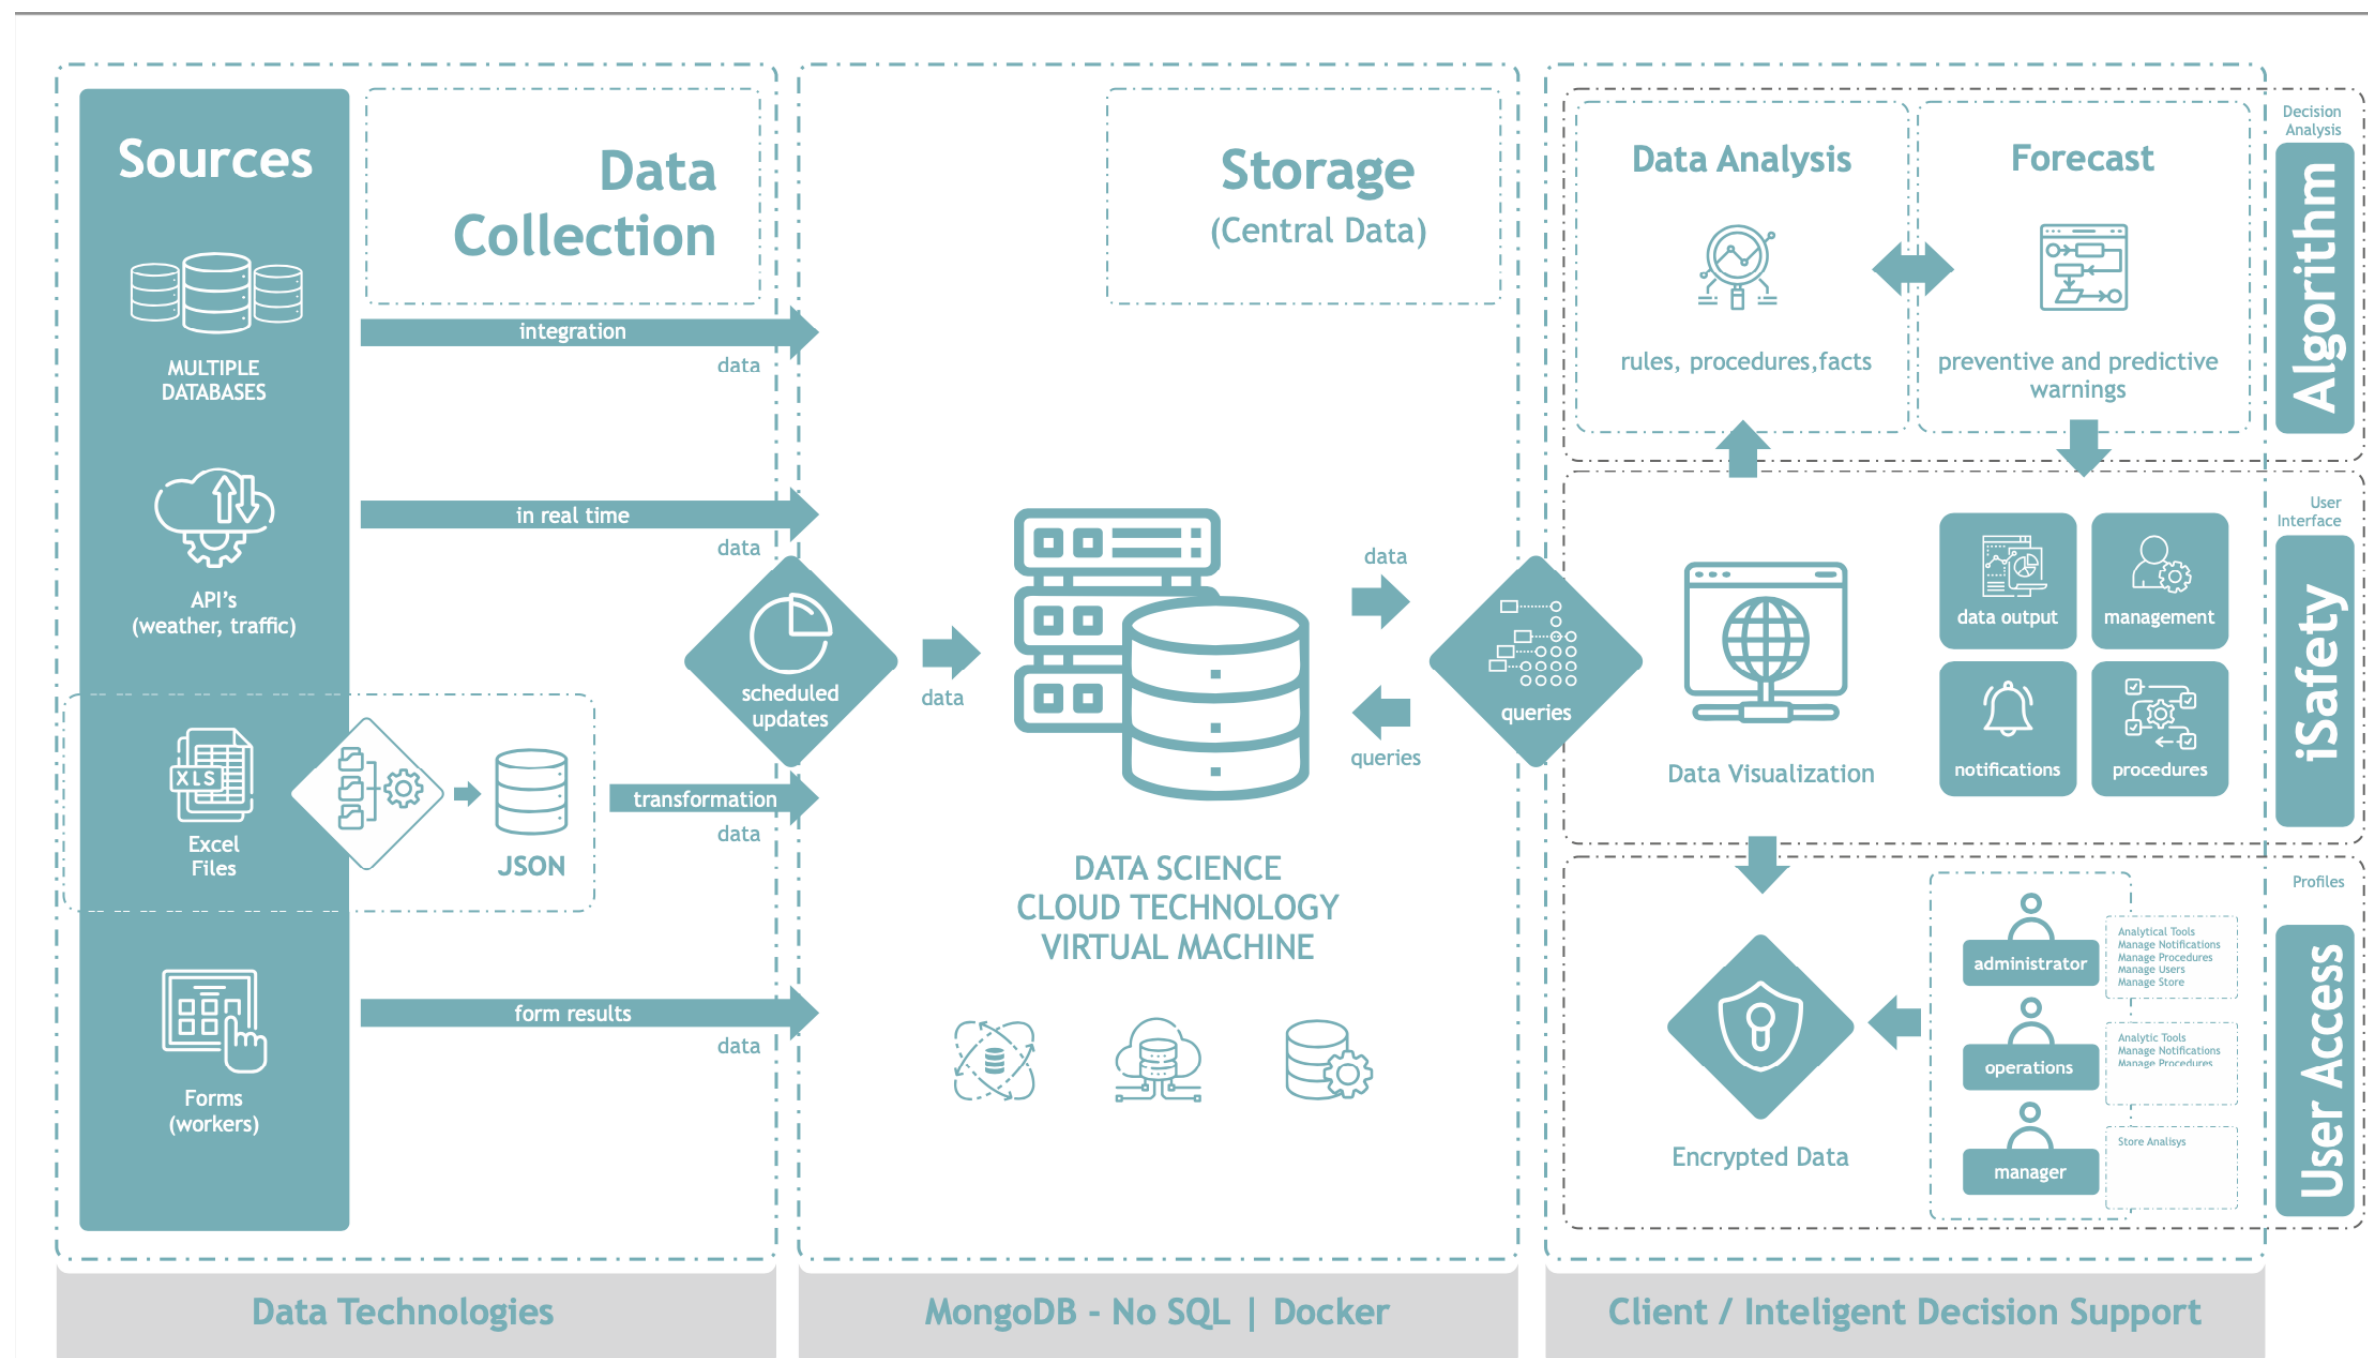 Sources
MULTIPLE
DATABASES
API's
(weather, traffic)
XLS
Excel
Files
JSON
Forms
(workers)
Data
Collection
integration
data
in real time
data
scheduled
updates
transformation
data
form results
data
Data Technologies
Storage
(Central Data)
data
data
queries
DATA SCIENCE
CLOUD TECHNOLOGY
VIRTUAL MACHINE
MongoDB - No SQL | Docker
queries
Data Analysis
rules, procedures,facts
Forecast
preventive and predictive
warnings
Decision
Analysis
Algorithm
Data Visualization
data output
management
notifications
procedures
User
Interface
iSafety
Encrypted Data
administrator
Analytical Tools
Manage Notifications
Manage Procedures
Manage Users
Manage Store
operations
Analytic Tools
Manage Notifications
Manage Procedures
manager
Store Analisys
Profiles
User Access
Client / Inteligent Decision Support